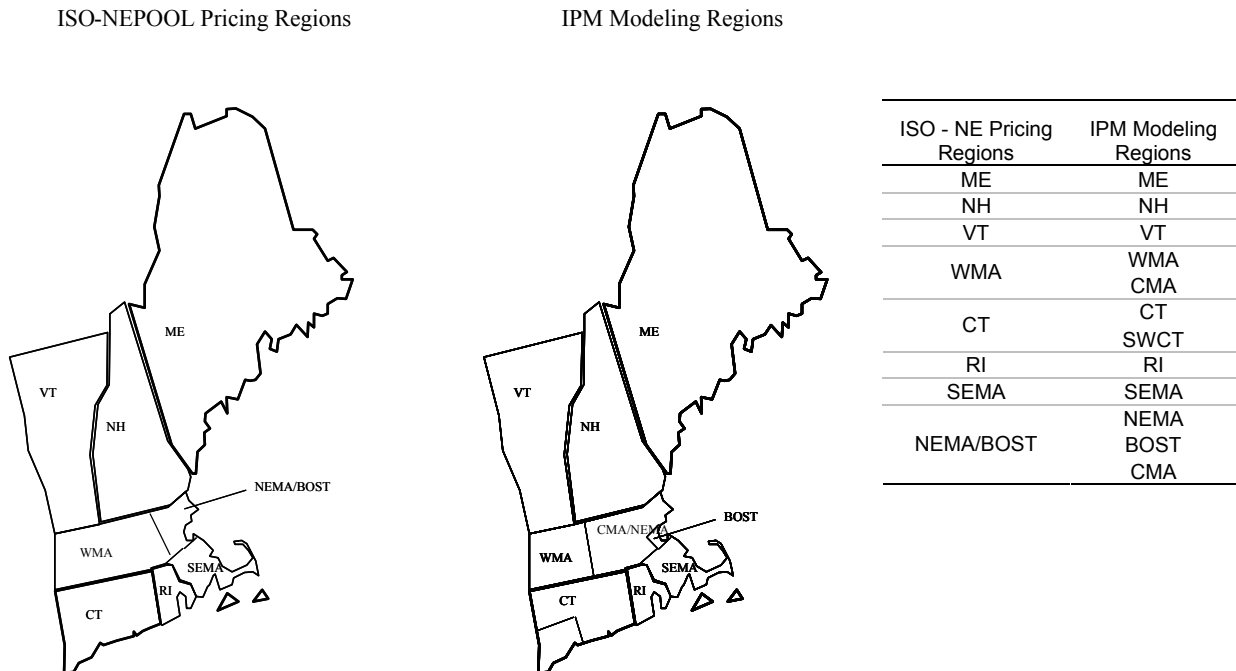 ISO-NEPOOL Pricing Regions
IPM Modeling Regions
ME
VT
NH
NEMA/BOST
WMA
SEMA
RI
CT
ME
VT
NH
CMA/NEMA
BOST
WMA
SEMA
RI
CT
ISO - NE Pricing Regions
IPM Modeling Regions
ME ME
NH NH
VT VT
WMA WMA
CMA
CT CT
SWCT
RI RI
SEMA SEMA
NEMA/BOST NEMA
BOST
CMA